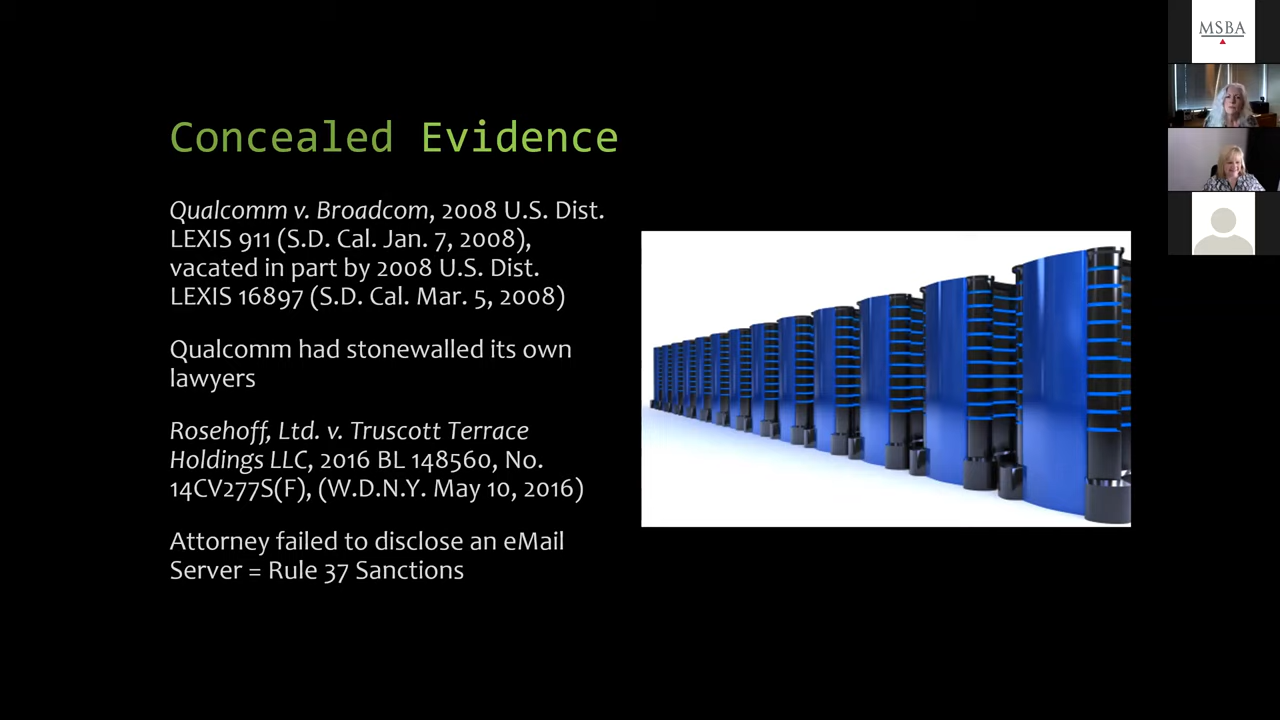 Concealed Evidence
Qualcomm v. Broadcom, 2008 U.S. Dist.
LEXIS 911 (S.D. Cal. Jan. 7, 2008),
vacated in part by 2008 U.S. Dist.
LEXIS 16897 (S.D. Cal. Mar. 5, 2008)
Qualcomm had stonewalled its own
lawyers
Rosehoff, Ltd. v. Truscott Terrace
Holdings LLC, 2016 BL 148560, No.
14CV277S(F), (W.D.N.Y. May 10, 2016)
Attorney failed to disclose an eMail
Server = Rule 37 Sanctions
MSBA